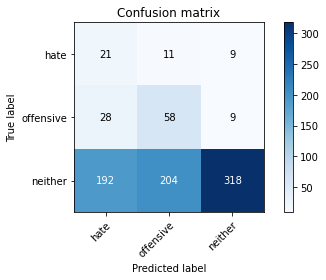 Confusion matrix
True label
hate 21 11 9
offensive 28 58 9
neither 192 204 318
hate offensive neither
Predicted label
300
250
200
150
100
50